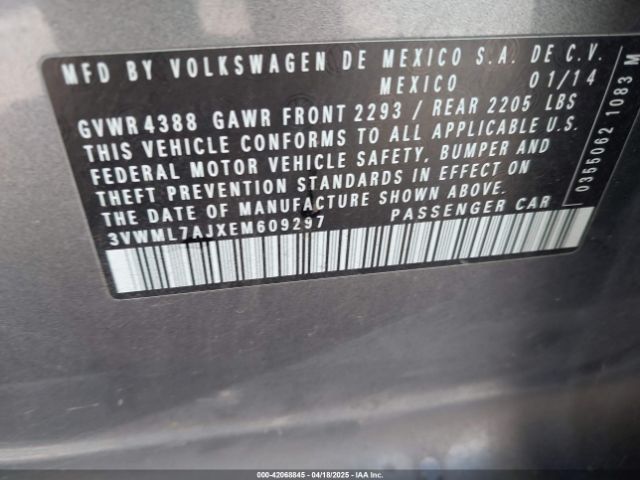 MFD BY VOLKSWAGEN DE MEXICO S.A. DE C.V.
MEXICO 01/14
GVWR 4388 GAWR FRONT 2293 / REAR 2205 LBS
THIS VEHICLE CONFORMS TO ALL APPLICABLE U.S.
FEDERAL MOTOR VEHICLE SAFETY, BUMPER AND
THEFT PREVENTION STANDARDS IN EFFECT ON
THE DATE OF MANUFACTURE SHOWN ABOVE.
3VWML7AJXEM609297 PASSENGER CAR
0355062 1083 M
000-42068845 - 04/18/2025 - IAA Inc.